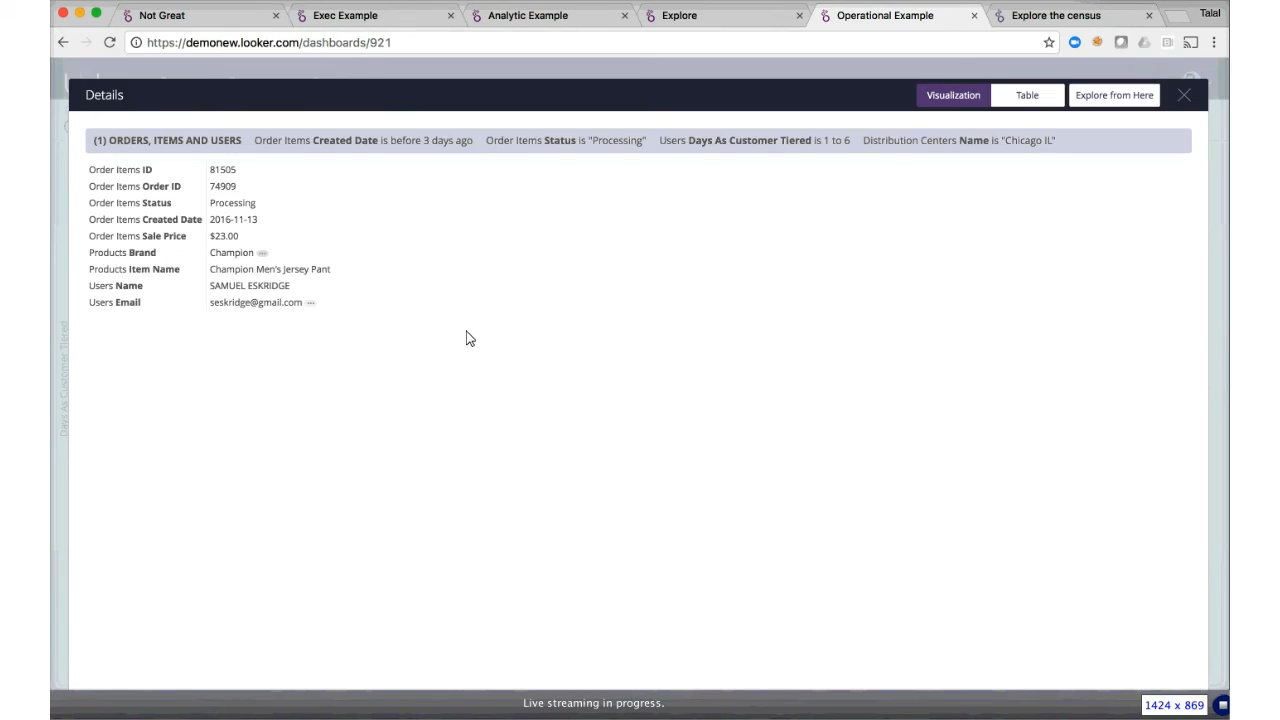 Not Great
Exec Example
Analytic Example
Explore
Operational Example
Explore the census
Talal
https://demonew.looker.com/dashboards/921
Details
Visualization
Table
Explore from Here
(1) ORDERS, ITEMS AND USERS Order Items Created Date is before 3 days ago Order Items Status is "Processing" Users Days As Customer Tiered is 1 to 6 Distribution Centers Name is "Chicago IL"
Order Items ID 81505
Order Items Order ID 74909
Order Items Status Processing
Order Items Created Date 2016-11-13
Order Items Sale Price $23.00
Products Brand Champion
Products Item Name Champion Men's Jersey Pant
Users Name SAMUEL ESKRIDGE
Users Email seskridge@gmail.com
Days As Customer Tiered
Live streaming in progress.
1424 x 869